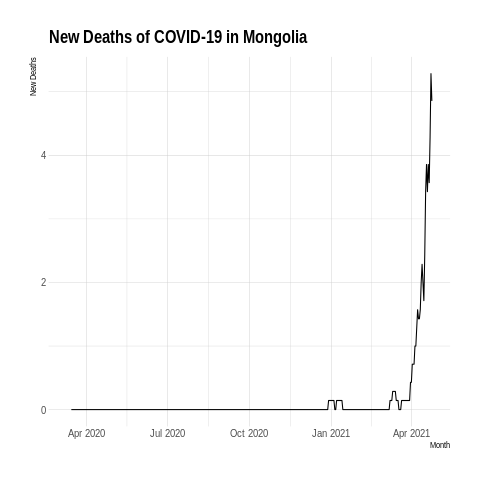 New Deaths of COVID-19 in Mongolia
New Deaths
4
2
0
Apr 2020 Jul 2020 Oct 2020 Jan 2021 Apr 2021
Month